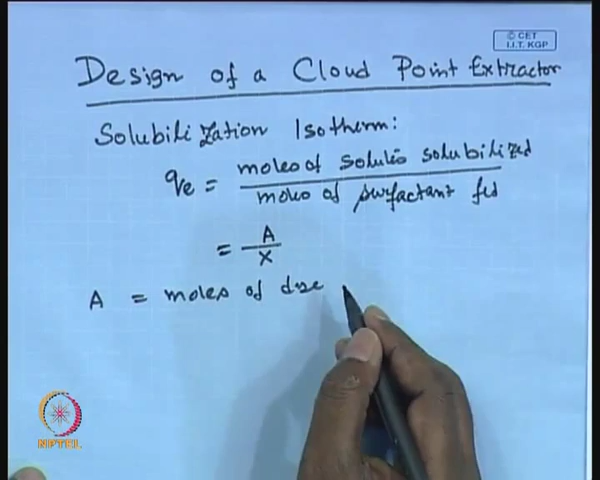 © CET
I.I.T. KGP
Design of a Cloud Point Extractor
Solubilization Isotherm:
qe = moles of solutes solubilized
moles of surfactant fed
= A
X
A = moles of dye
NPTEL